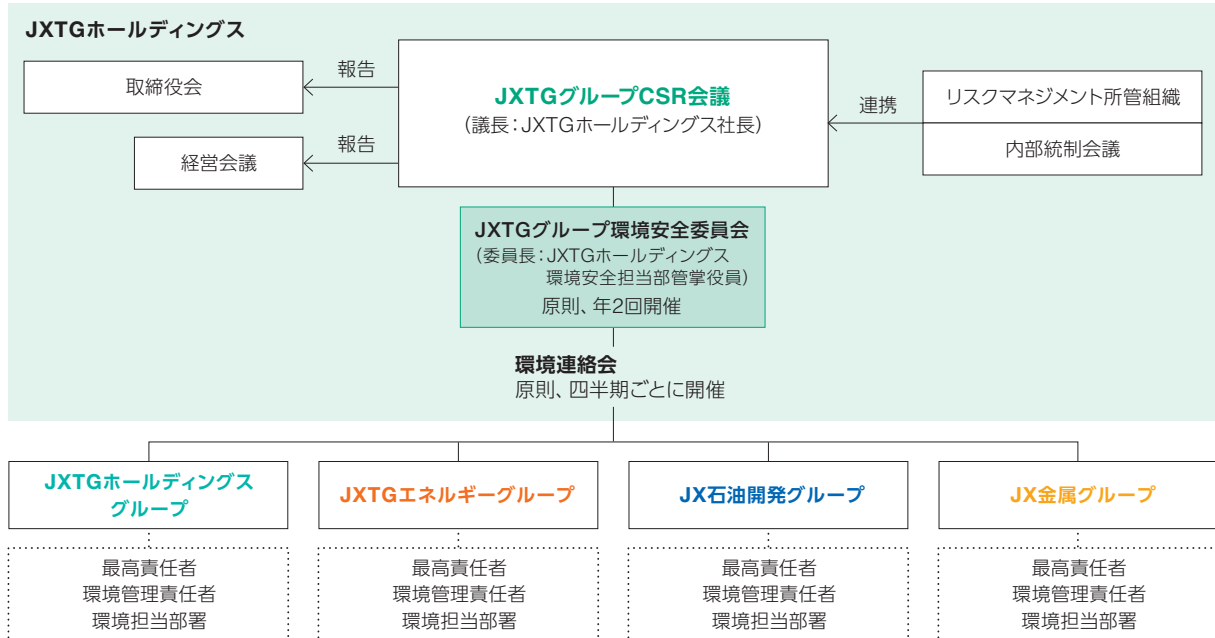 JXTGホールディングス
取締役会
報告
経営会議
報告
JXTGグループCSR会議
(議長:JXTGホールディングス社長)
連携
リスクマネジメント所管組織
内部統制会議
JXTGグループ環境安全委員会
(委員長:JXTGホールディングス
環境安全担当部管掌役員)
原則、年2回開催
環境連絡会
原則、四半期ごとに開催
JXTGホールディングス
グループ
JXTGエネルギーグループ
JX石油開発グループ
JX金属グループ
最高責任者
環境管理責任者
環境担当部署
最高責任者
環境管理責任者
環境担当部署
最高責任者
環境管理責任者
環境担当部署
最高責任者
環境管理責任者
環境担当部署